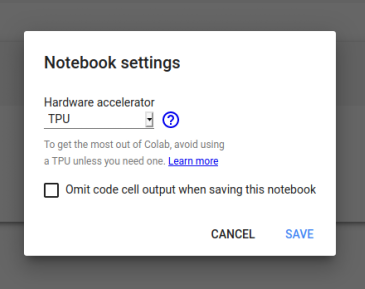 Notebook settings
Hardware accelerator
TPU
?
To get the most out of Colab, avoid using
a TPU unless you need one. Learn more
Omit code cell output when saving this notebook
CANCEL SAVE